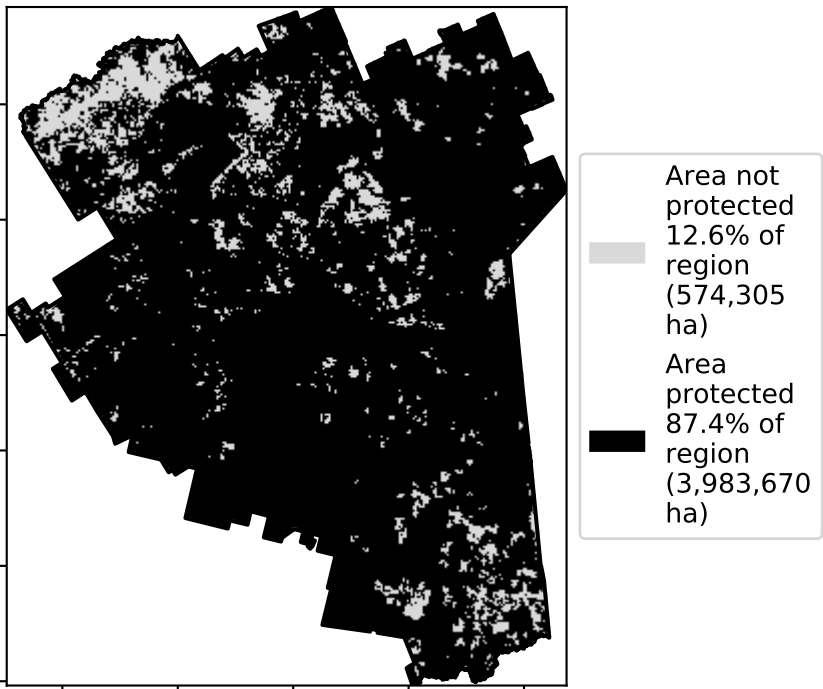 Area not
protected
12.6% of
region
(574,305
ha)
Area
protected
87.4% of
region
(3,983,670
ha)